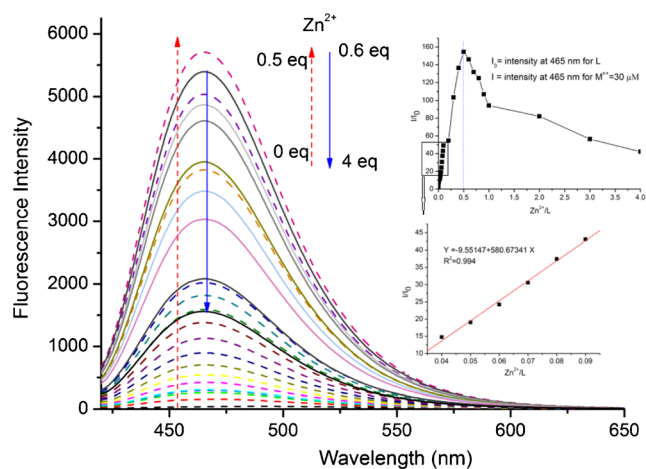 Zn2+
0.5 eq
0.6 eq
0 eq
4 eq
6000
5000
4000
3000
2000
1000
0
Fluorescence Intensity
450 500 550 600 650
Wavelength (nm)
160
140
120
100
80
60
40
20
0
I/I0
I0= intensity at 465 nm for L
I = intensity at 465 nm for Mn+=30 μM
0.0 0.5 1.0 1.5 2.0 2.5 3.0 3.5 4.0
Zn2+/L
45
40
35
30
25
20
15
10
I/I0
Y =-9.55147+580.67341 X
R2=0.994
0.04 0.05 0.06 0.07 0.08 0.09
Zn2+/L